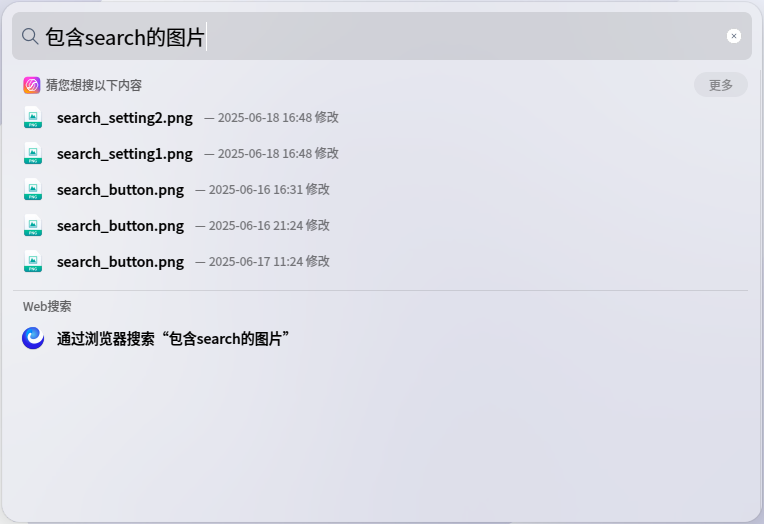 包含search的图片
猜您想搜以下内容 更多
search_setting2.png — 2025-06-18 16:48 修改
search_setting1.png — 2025-06-18 16:48 修改
search_button.png — 2025-06-16 16:31 修改
search_button.png — 2025-06-16 21:24 修改
search_button.png — 2025-06-17 11:24 修改
Web搜索
通过浏览器搜索“包含search的图片”